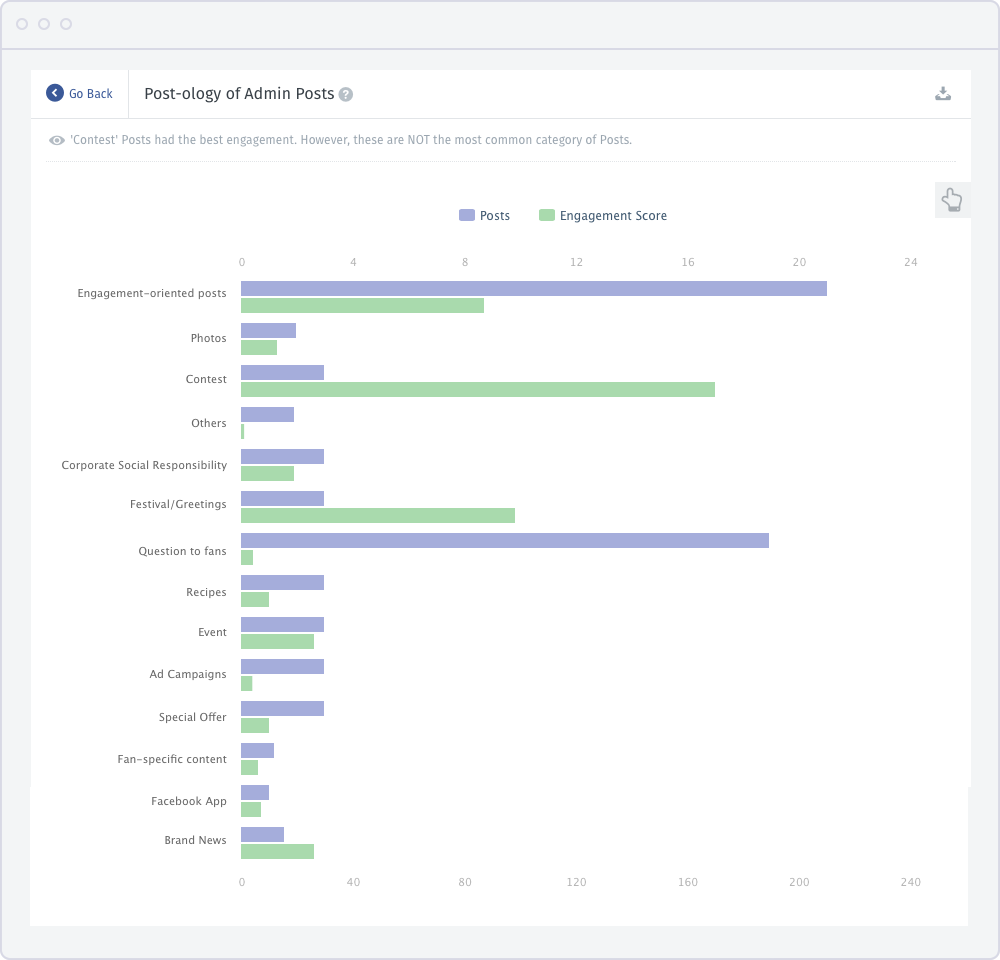 Go Back
Post-ology of Admin Posts ?
'Contest' Posts had the best engagement. However, these are NOT the most common category of Posts.
Posts Engagement Score
0 4 8 12 16 20 24
Engagement-oriented posts
Photos
Contest
Others
Corporate Social Responsibility
Festival/Greetings
Question to fans
Recipes
Event
Ad Campaigns
Special Offer
Fan-specific content
Facebook App
Brand News
0 40 80 120 160 200 240